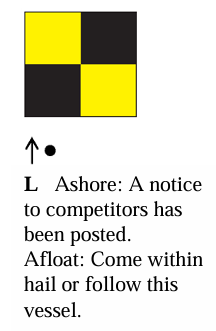 L Ashore: A notice
to competitors has
been posted.
Afloat: Come within
hail or follow this
vessel.